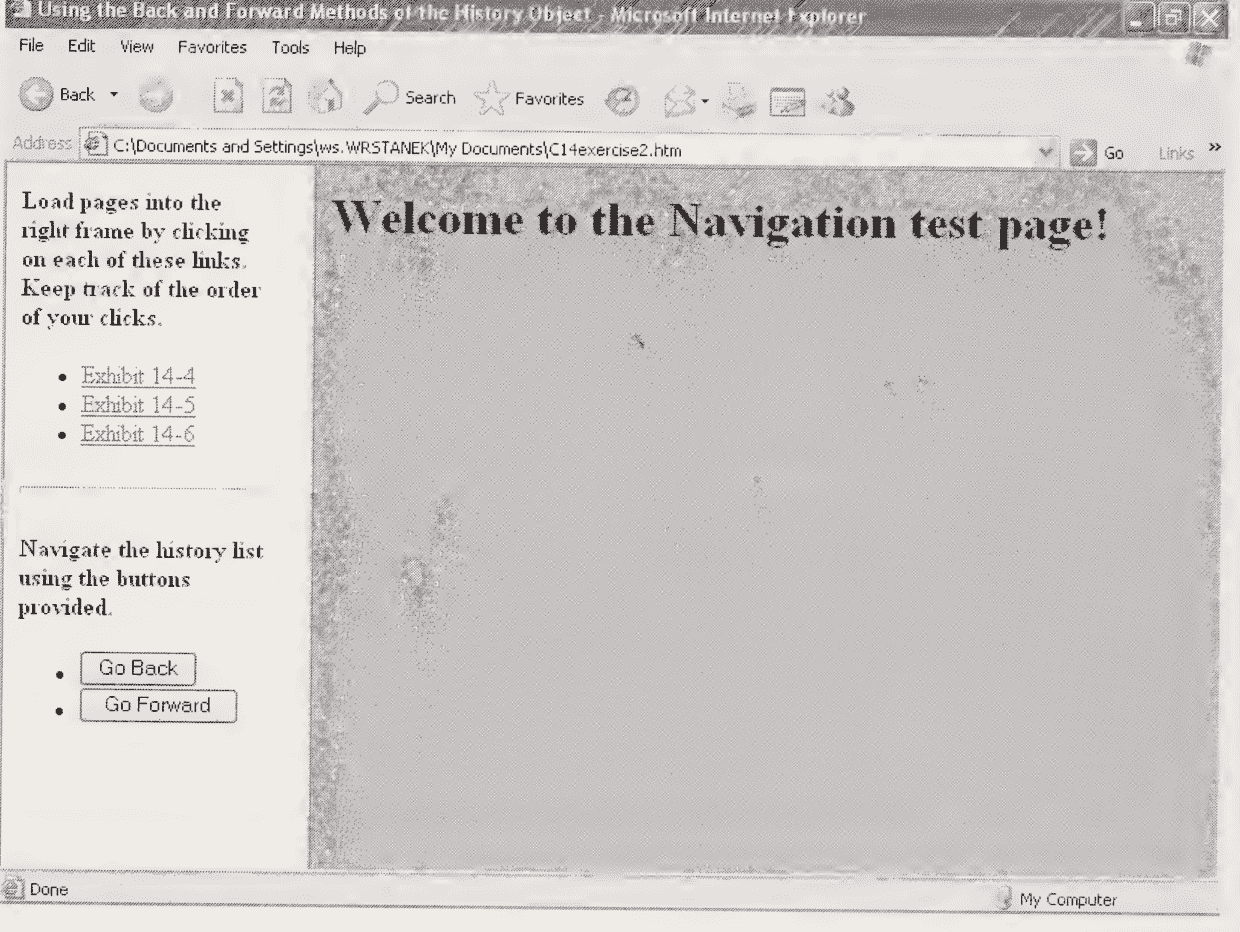 Using the Back and Forward Methods of the History Object - Microsoft Internet Explorer
File Edit View Favorites Tools Help
Back Search Favorites
Address C:\Documents and Settings\ws.WRSTANEK\My Documents\C14exercise2.htm Go Links »
Load pages into the
right frame by clicking
on each of these links.
Keep track of the order
of your clicks.
• Exhibit 14-4
• Exhibit 14-5
• Exhibit 14-6
Navigate the history list
using the buttons
provided.
• Go Back
• Go Forward
Welcome to the Navigation test page!
Done My Computer